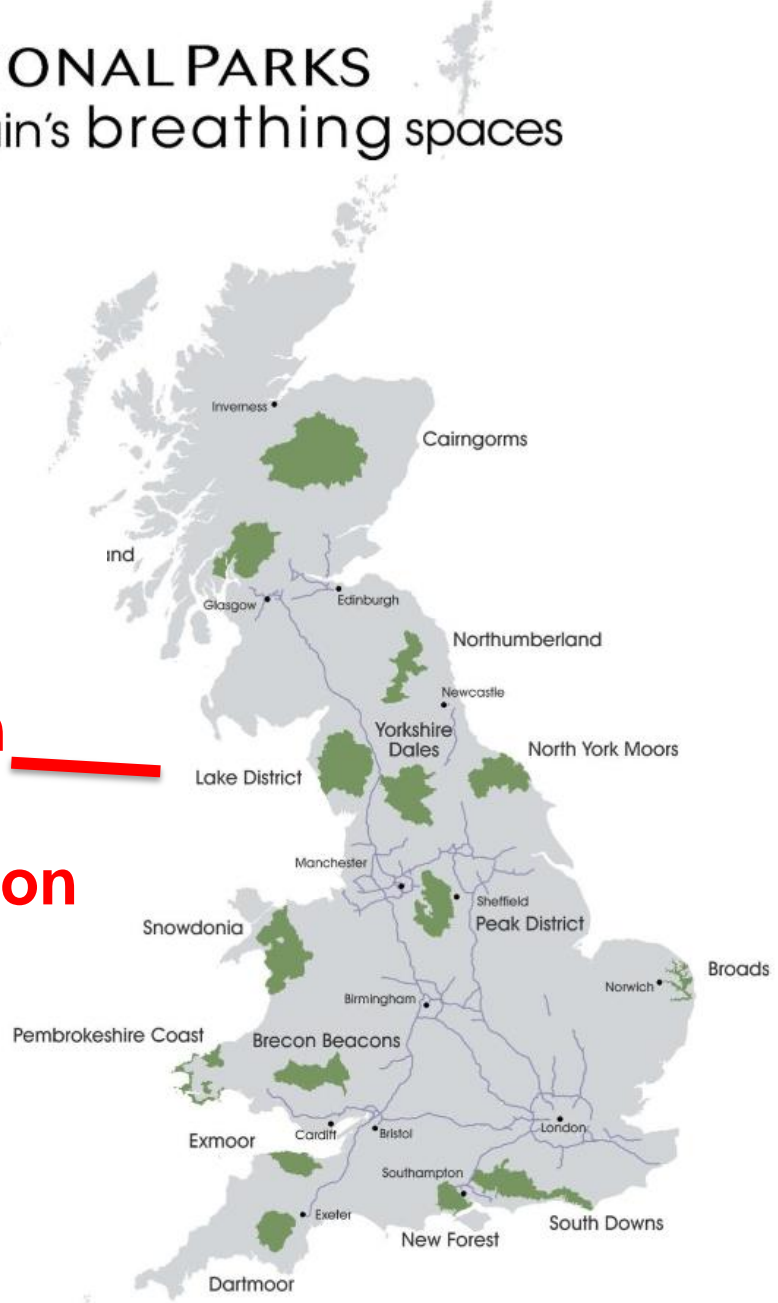 ONAL PARKS
in's breathing spaces
Inverness
Cairngorms
nd
Glasgow
Edinburgh
Northumberland
Newcastle
Yorkshire
Dales
North York Moors
Lake District
on
Manchester
Sheffield
Peak District
Snowdonia
Broads
Norwich
Birmingham
Pembrokeshire Coast
Brecon Beacons
Exmoor
Cardiff
Bristol
London
Southampton
Exeter
South Downs
New Forest
Dartmoor